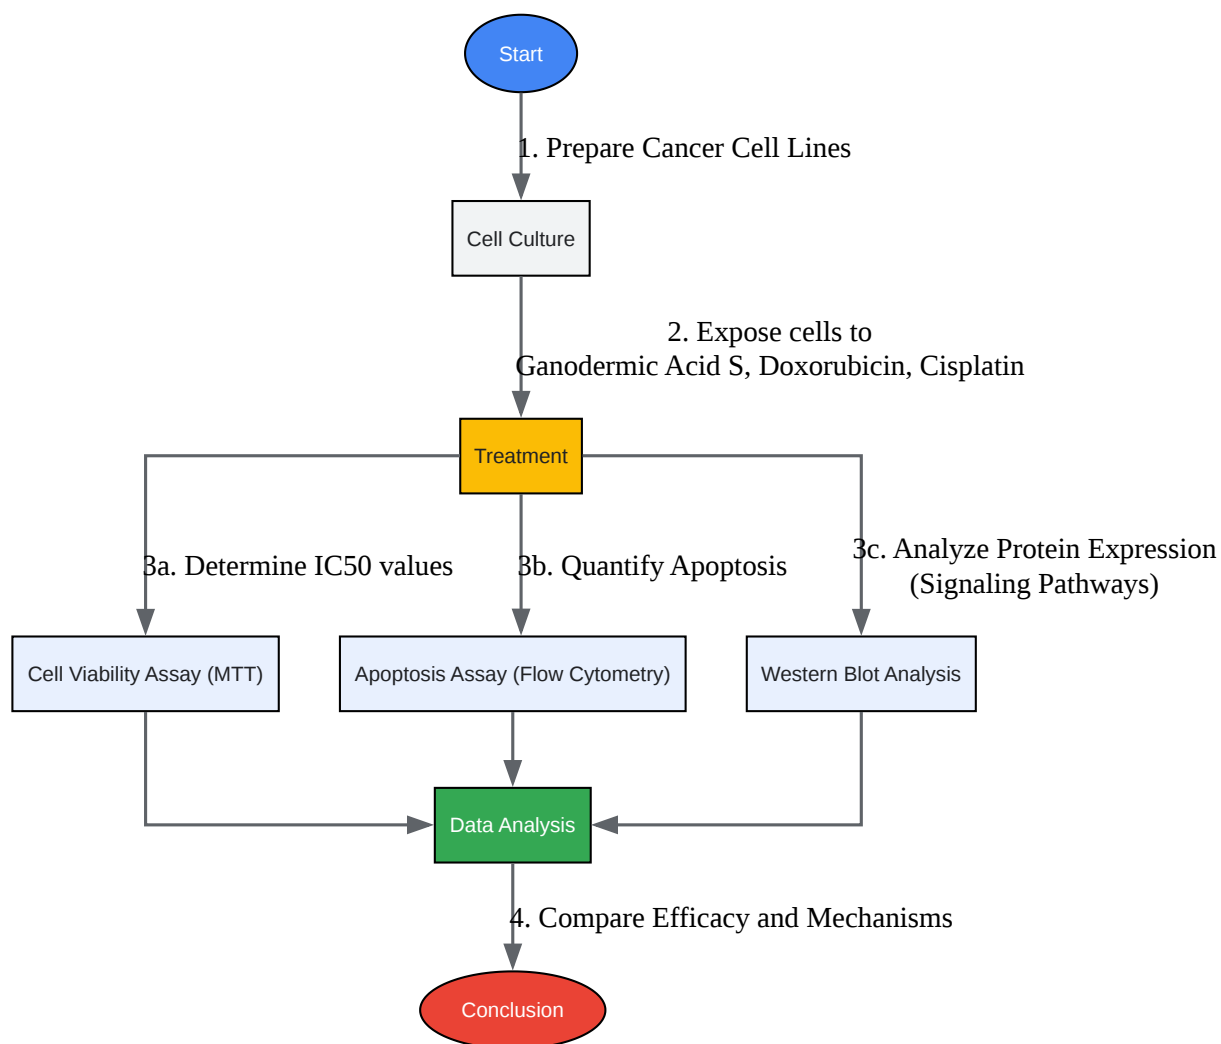 Start
1. Prepare Cancer Cell Lines
Cell Culture
2. Expose cells to
Ganodermic Acid S, Doxorubicin, Cisplatin
Treatment
3a. Determine IC50 values
3b. Quantify Apoptosis
3c. Analyze Protein Expression
(Signaling Pathways)
Cell Viability Assay (MTT)
Apoptosis Assay (Flow Cytometry)
Western Blot Analysis
Data Analysis
4. Compare Efficacy and Mechanisms
Conclusion